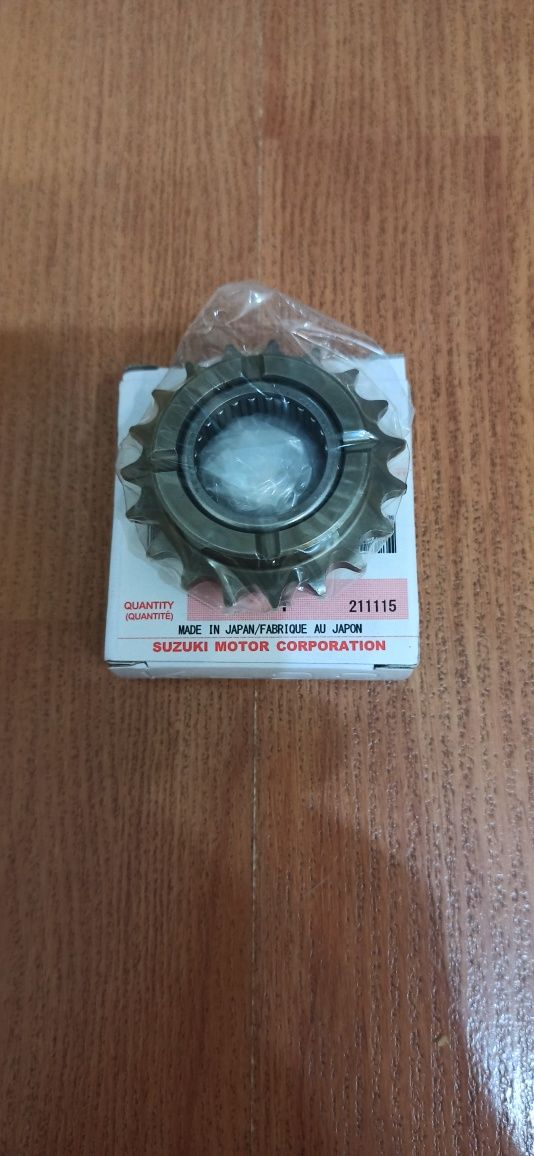 QUANTITY
(QUANTITÉ)
211115
MADE IN JAPAN/FABRIQUE AU JAPON
SUZUKI MOTOR CORPORATION